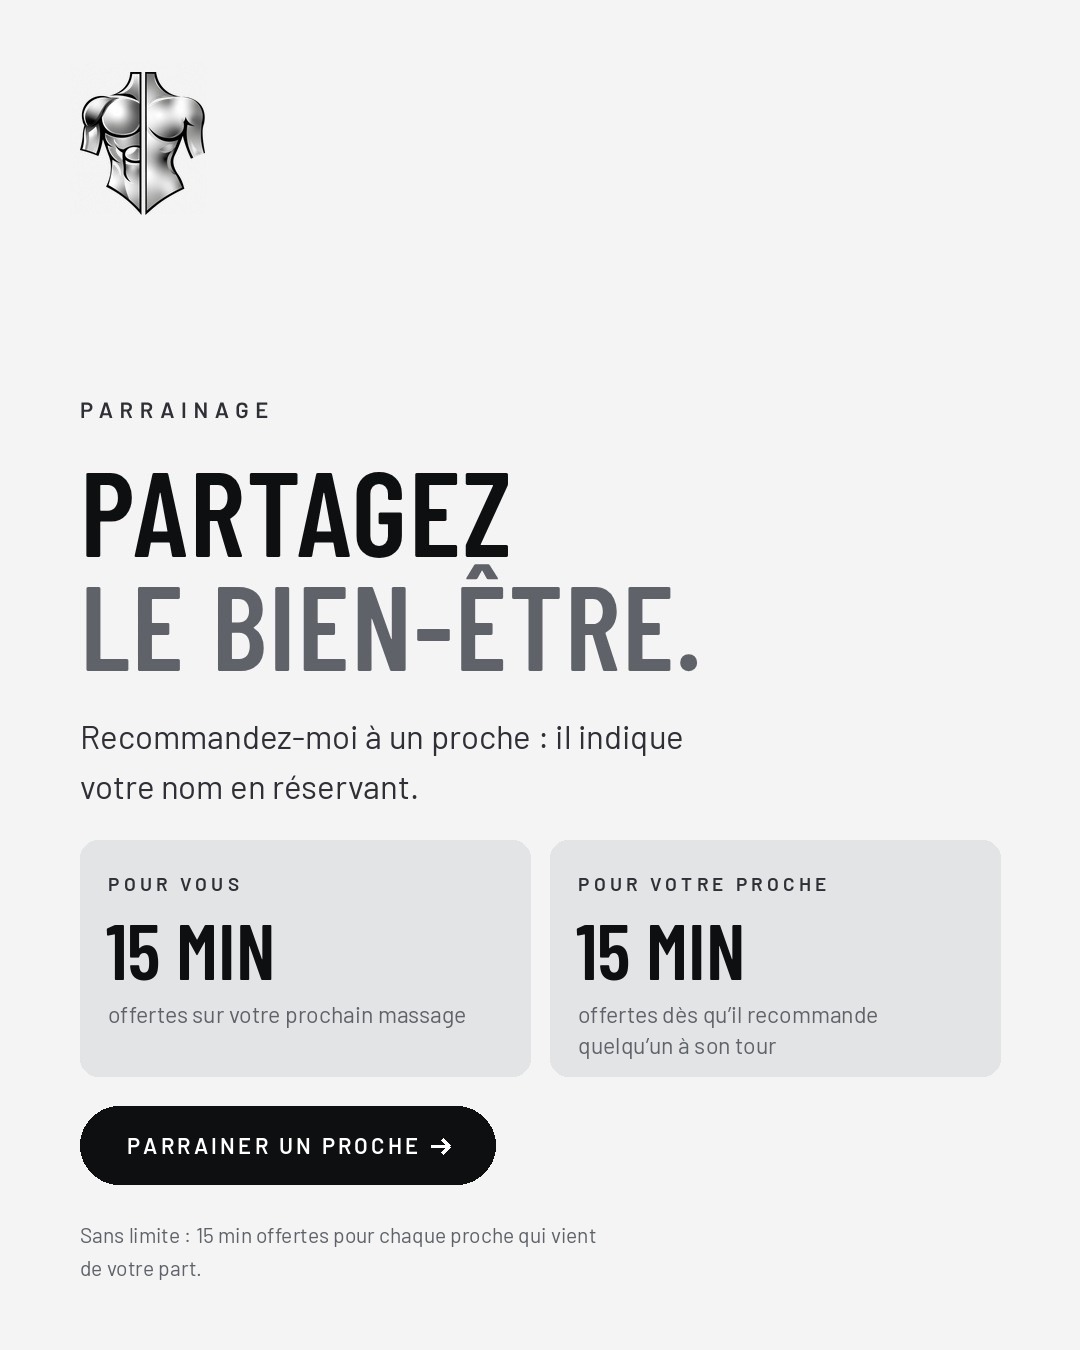 PARRAINAGE
PARTAGEZ
LE BIEN-ÊTRE.
Recommandez-moi à un proche : il indique
votre nom en réservant.
POUR VOUS
15 MIN
offertes sur votre prochain massage
POUR VOTRE PROCHE
15 MIN
offertes dès qu’il recommande
quelqu’un à son tour
PARRAINER UN PROCHE →
Sans limite : 15 min offertes pour chaque proche qui vient
de votre part.